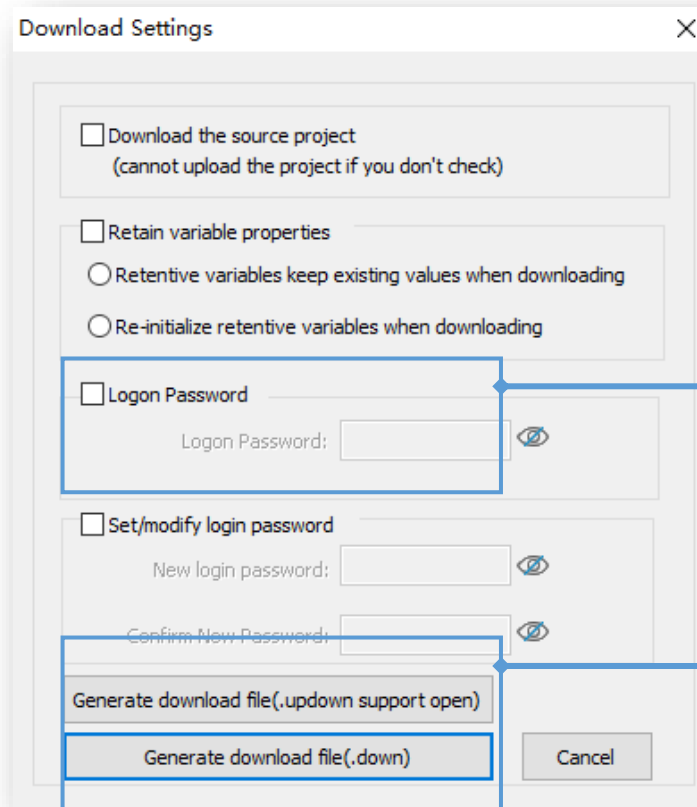 Download Settings
Download the source project
(cannot upload the project if you don't check)
Retain variable properties
Retentive variables keep existing values when downloading
Re-initialize retentive variables when downloading
Logon Password
Logon Password:
Set/modify login password
New login password:
Confirm New Password:
Generate download file(.updown support open)
Generate download file(.down)
Cancel